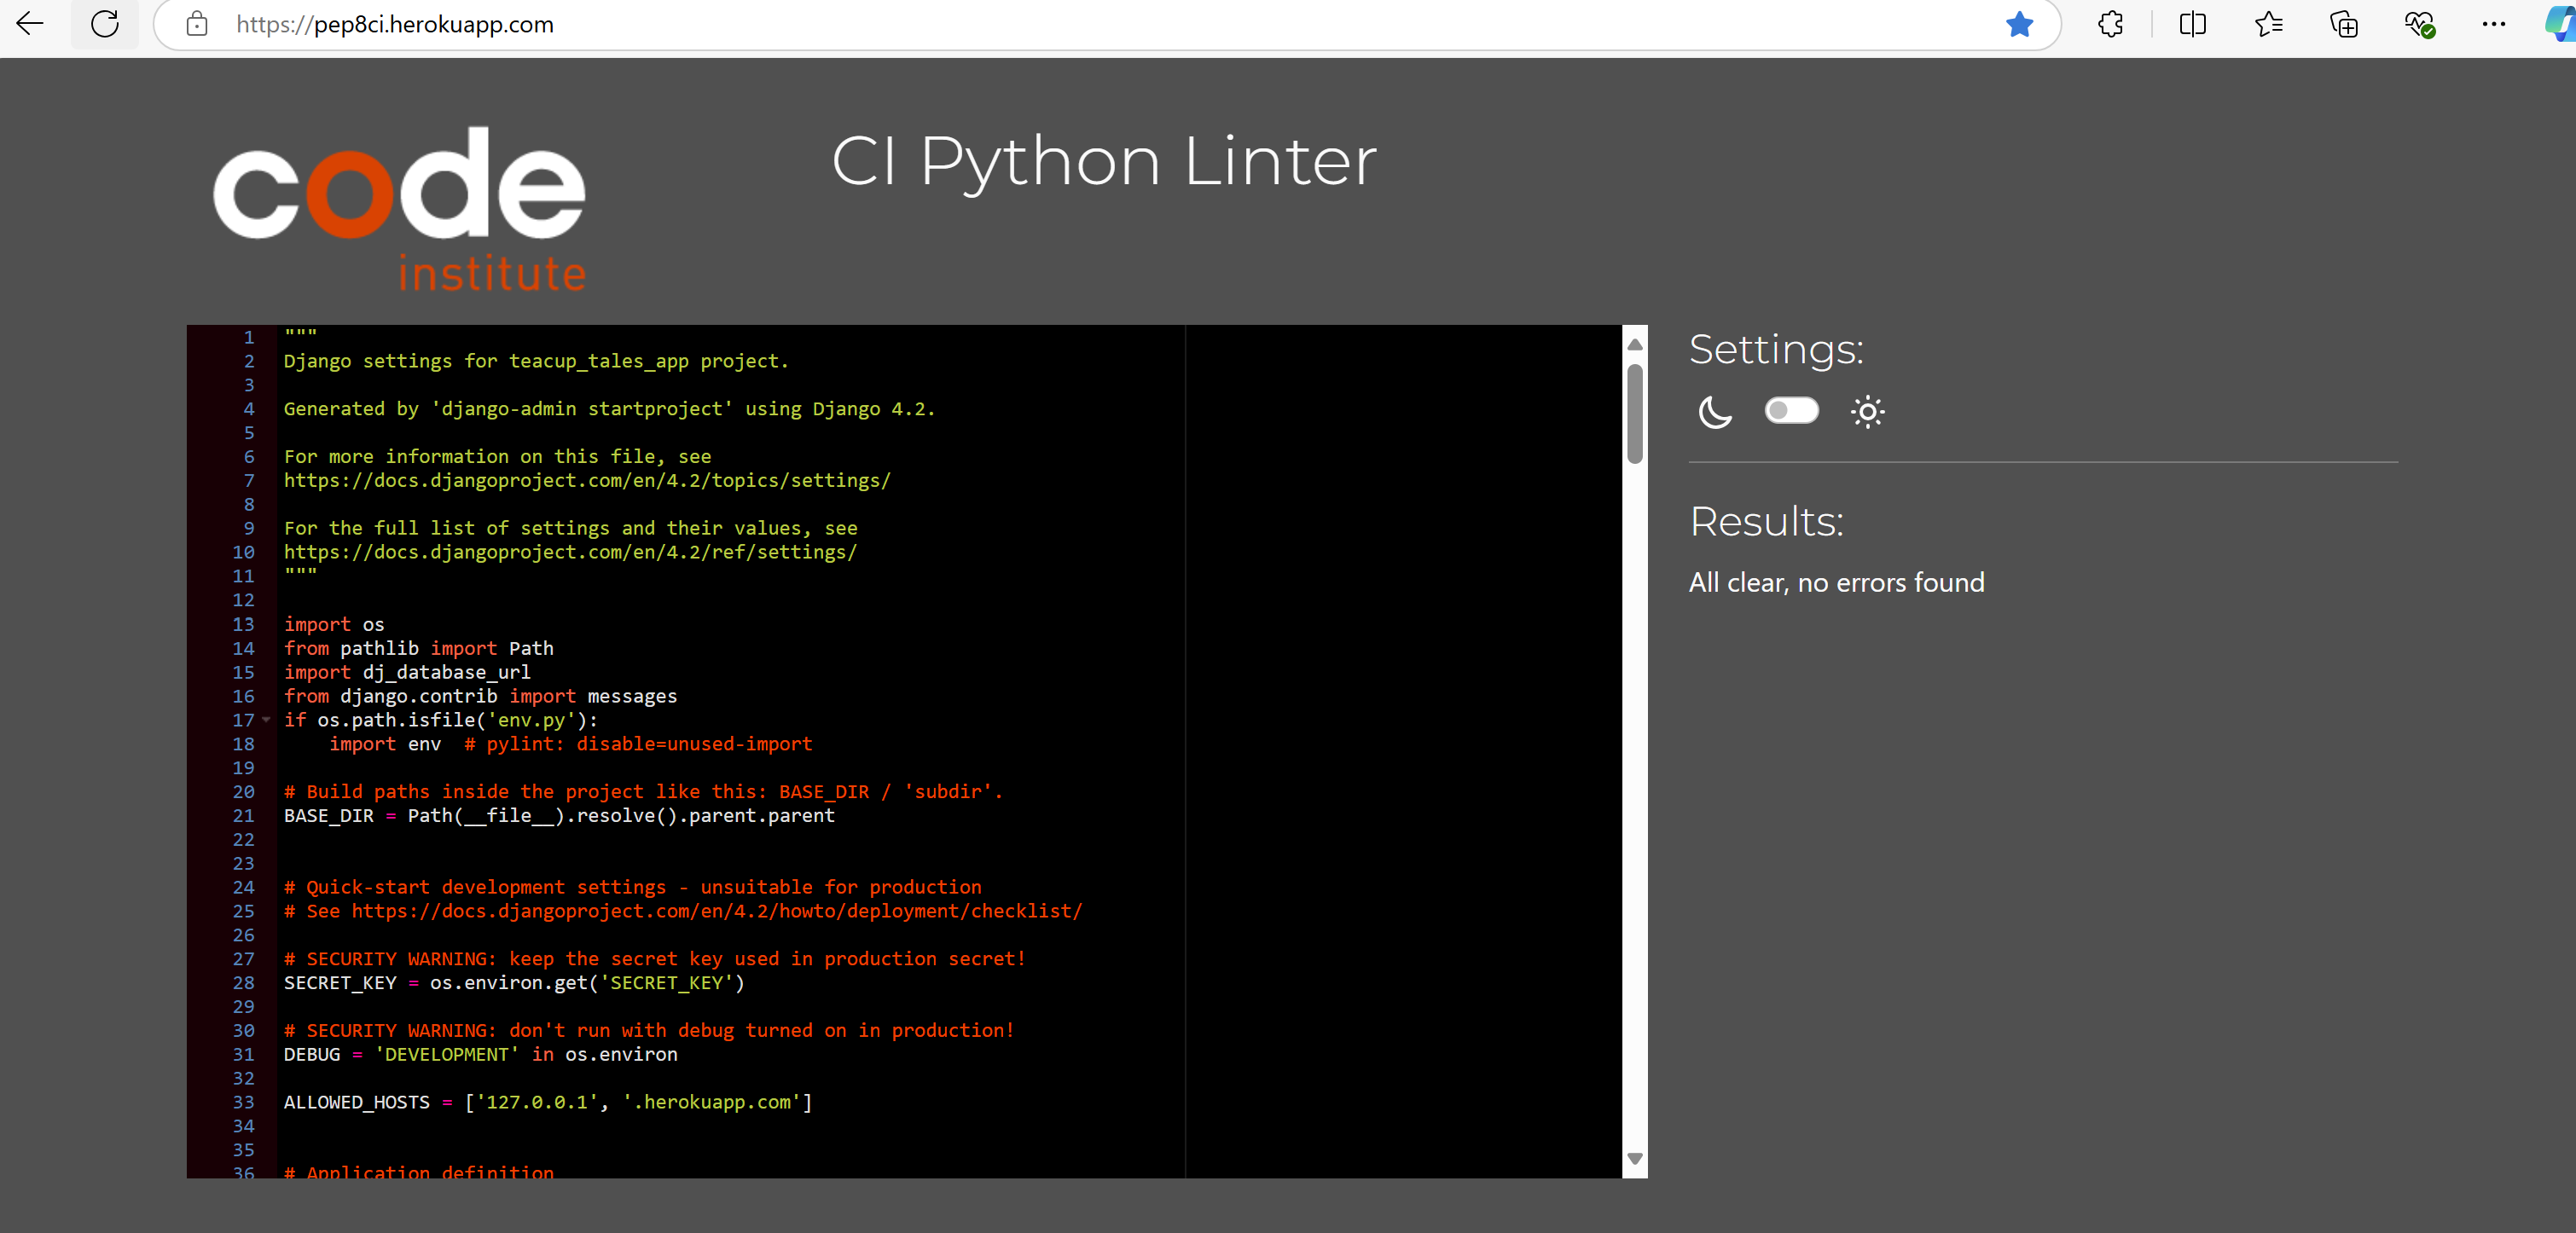 https://pep8ci.herokuapp.com
code
institute
CI Python Linter
1 """
2 Django settings for teacup_tales_app project.
3
4 Generated by 'django-admin startproject' using Django 4.2.
5
6 For more information on this file, see
7 https://docs.djangoproject.com/en/4.2/topics/settings/
8
9 For the full list of settings and their values, see
10 https://docs.djangoproject.com/en/4.2/ref/settings/
11 """
12
13 import os
14 from pathlib import Path
15 import dj_database_url
16 from django.contrib import messages
17 if os.path.isfile('env.py'):
18     import env  # pylint: disable=unused-import
19
20 # Build paths inside the project like this: BASE_DIR / 'subdir'.
21 BASE_DIR = Path(__file__).resolve().parent.parent
22
23
24 # Quick-start development settings - unsuitable for production
25 # See https://docs.djangoproject.com/en/4.2/howto/deployment/checklist/
26
27 # SECURITY WARNING: keep the secret key used in production secret!
28 SECRET_KEY = os.environ.get('SECRET_KEY')
29
30 # SECURITY WARNING: don't run with debug turned on in production!
31 DEBUG = 'DEVELOPMENT' in os.environ
32
33 ALLOWED_HOSTS = ['127.0.0.1', '.herokuapp.com']
34
35
36 # Application definition
Settings:
Results:
All clear, no errors found